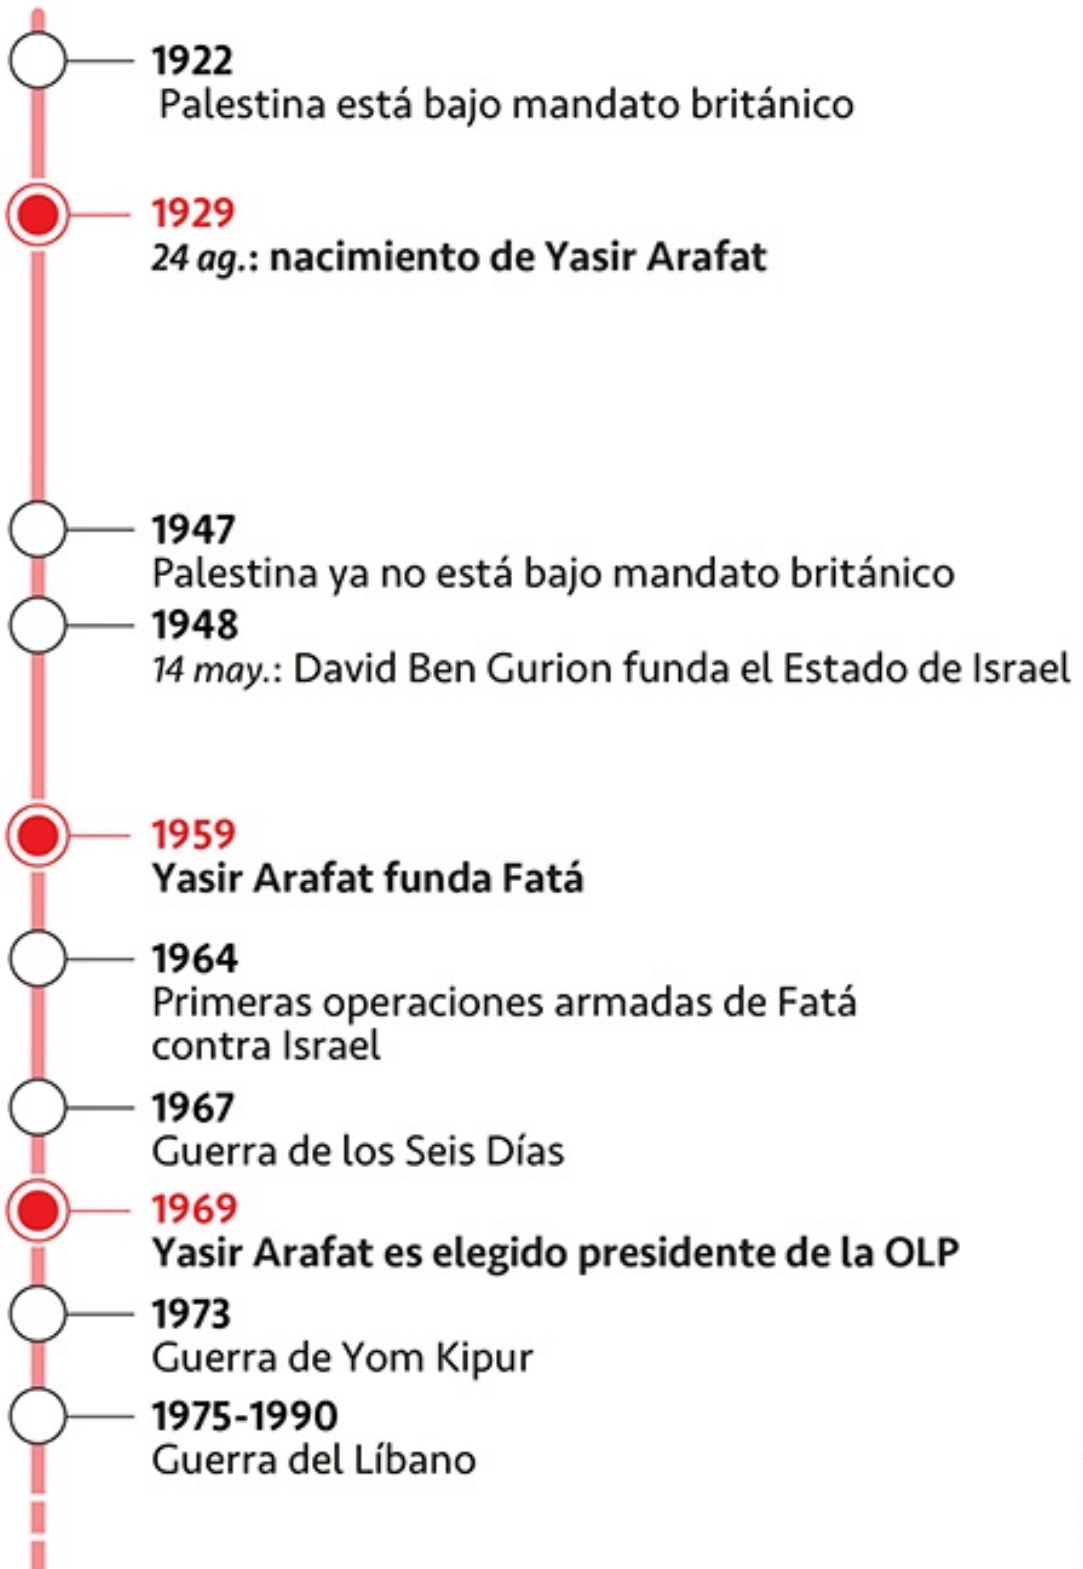 1922
Palestina está bajo mandato británico
1929
24 ag.: nacimiento de Yasir Arafat
1947
Palestina ya no está bajo mandato británico
1948
14 may.: David Ben Gurion funda el Estado de Israel
1959
Yasir Arafat funda Fatá
1964
Primeras operaciones armadas de Fatá
contra Israel
1967
Guerra de los Seis Días
1969
Yasir Arafat es elegido presidente de la OLP
1973
Guerra de Yom Kipur
1975-1990
Guerra del Líbano